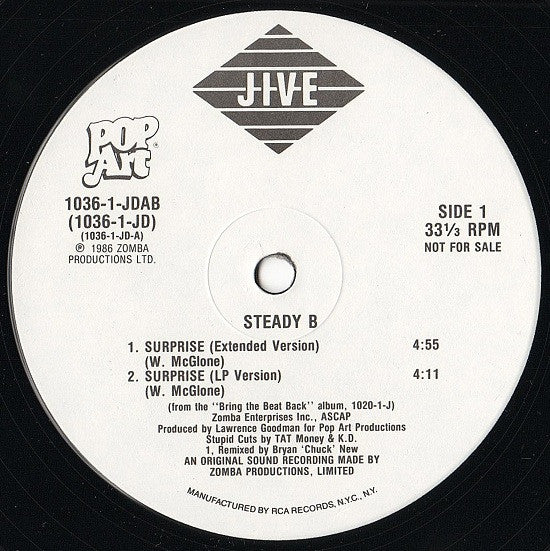 JIVE
POP
Art®
1036-1-JDAB
(1036-1-JD)
(1036-1-JD-A)
℗ 1986 ZOMBA
PRODUCTIONS LTD.
SIDE 1
33⅓ RPM
NOT FOR SALE
STEADY B
1. SURPRISE (Extended Version) 4:55
(W. McGlone)
2. SURPRISE (LP Version) 4:11
(W. McGlone)
(from the "Bring the Beat Back" album, 1020-1-J)
Zomba Enterprises Inc., ASCAP
Produced by Lawrence Goodman for Pop Art Productions
Stupid Cuts by TAT Money & K.D.
1, Remixed by Bryan 'Chuck' New
AN ORIGINAL SOUND RECORDING MADE BY
ZOMBA PRODUCTIONS, LIMITED
MANUFACTURED BY RCA RECORDS, N.Y.C., N.Y.